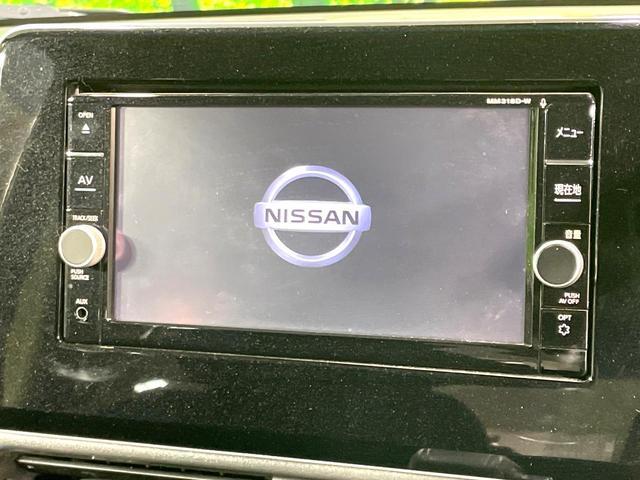 MM318D-W
OPEN
AV
TRACK/SEEK
PUSH
SOURCE
AUX
NISSAN
メニュー
現在地
音量
PUSH
AV OFF
OPT